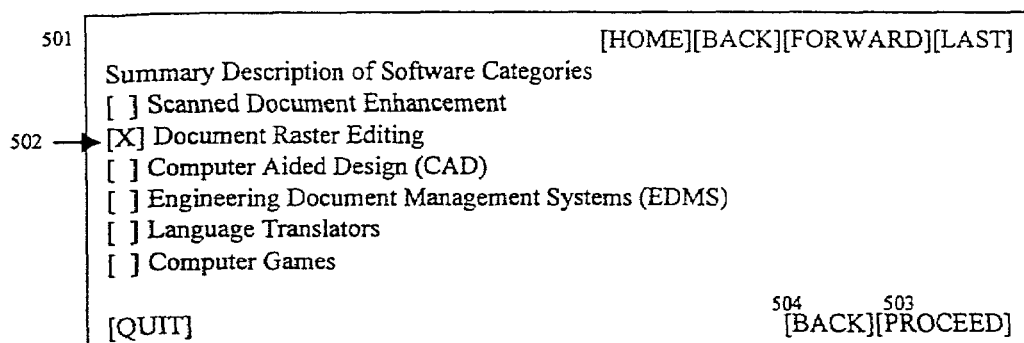 501 [HOME][BACK][FORWARD][LAST]
Summary Description of Software Categories
[ ] Scanned Document Enhancement
502 [X] Document Raster Editing
[ ] Computer Aided Design (CAD)
[ ] Engineering Document Management Systems (EDMS)
[ ] Language Translators
[ ] Computer Games
504 503
[QUIT] [BACK][PROCEED]